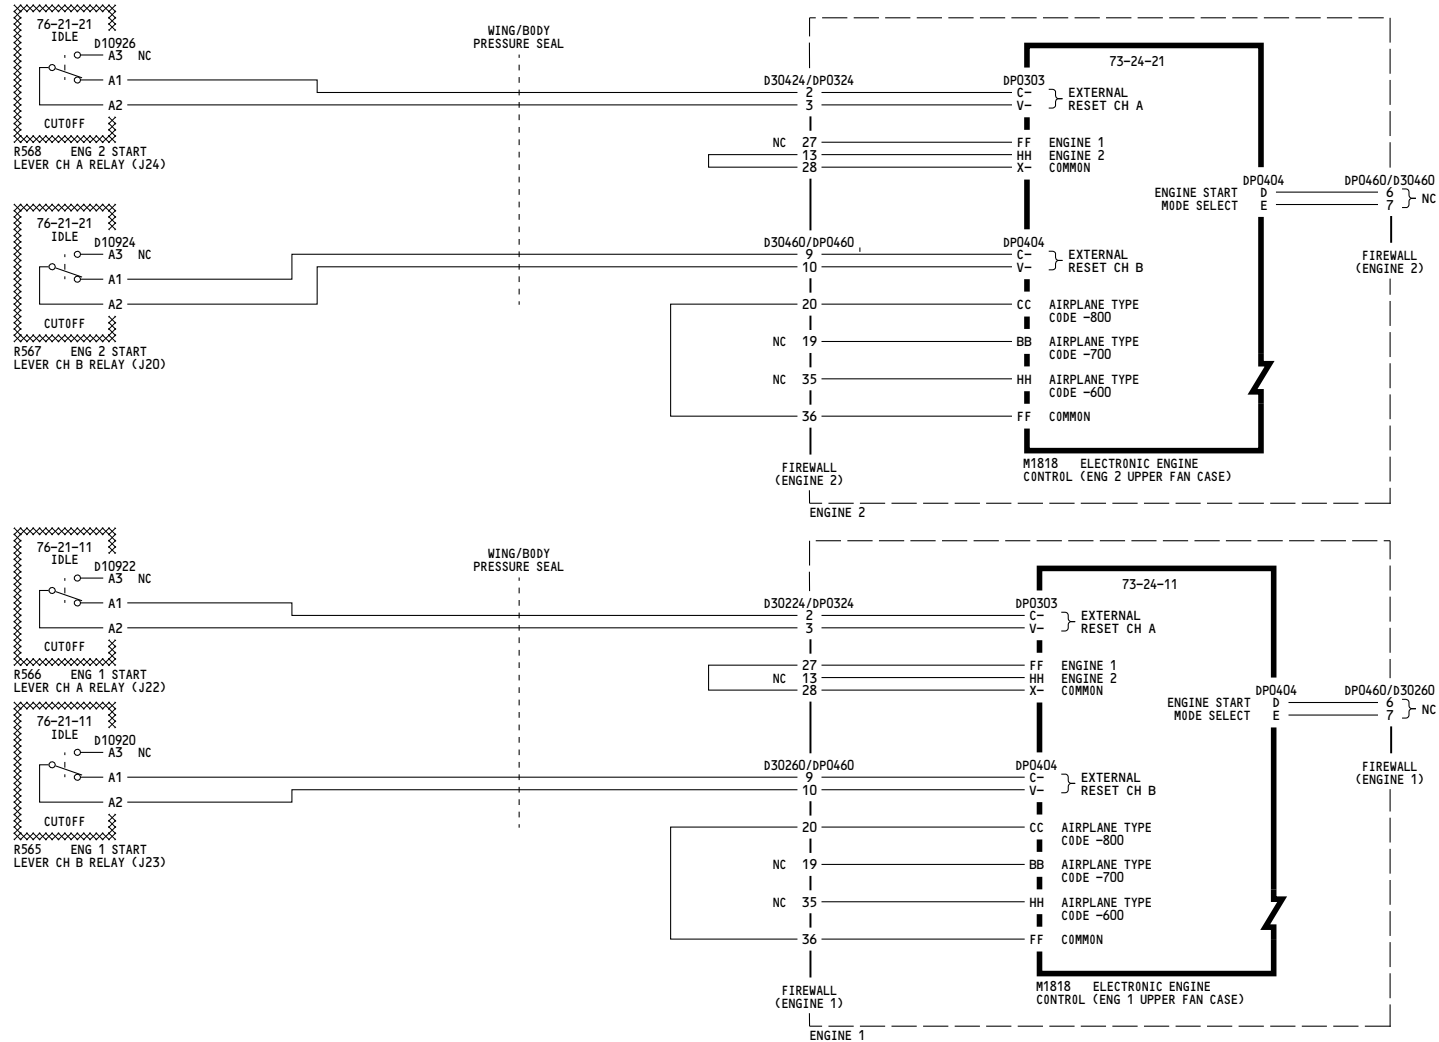 76-21-21
IDLE
D10926
A3 NC
A1
A2
CUTOFF
R568 ENG 2 START
LEVER CH A RELAY (J24)
WING/BODY
PRESSURE SEAL
D30424/DP0324
2
3
NC 27
13
28
DP0303
C-
V-
EXTERNAL
RESET CH A
FF ENGINE 1
HH ENGINE 2
X- COMMON
73-24-21
ENGINE START
MODE SELECT
DP0404
D
E
DP0460/D30460
6
7
NC
FIREWALL
(ENGINE 2)
76-21-21
IDLE
D10924
A3 NC
A1
A2
CUTOFF
R567 ENG 2 START
LEVER CH B RELAY (J20)
D30460/DP0460
9
10
20
NC 19
NC 35
36
DP0404
C-
V-
EXTERNAL
RESET CH B
CC AIRPLANE TYPE
CODE -800
BB AIRPLANE TYPE
CODE -700
HH AIRPLANE TYPE
CODE -600
FF COMMON
FIREWALL
(ENGINE 2)
M1818 ELECTRONIC ENGINE
CONTROL (ENG 2 UPPER FAN CASE)
ENGINE 2
76-21-11
IDLE
D10922
A3 NC
A1
A2
CUTOFF
R566 ENG 1 START
LEVER CH A RELAY (J22)
WING/BODY
PRESSURE SEAL
D30224/DP0324
2
3
27
NC 13
28
DP0303
C-
V-
EXTERNAL
RESET CH A
FF ENGINE 1
HH ENGINE 2
X- COMMON
73-24-11
ENGINE START
MODE SELECT
DP0404
D
E
DP0460/D30260
6
7
NC
FIREWALL
(ENGINE 1)
76-21-11
IDLE
D10920
A3 NC
A1
A2
CUTOFF
R565 ENG 1 START
LEVER CH B RELAY (J23)
D30260/DP0460
9
10
20
NC 19
NC 35
36
DP0404
C-
V-
EXTERNAL
RESET CH B
CC AIRPLANE TYPE
CODE -800
BB AIRPLANE TYPE
CODE -700
HH AIRPLANE TYPE
CODE -600
FF COMMON
FIREWALL
(ENGINE 1)
M1818 ELECTRONIC ENGINE
CONTROL (ENG 1 UPPER FAN CASE)
ENGINE 1